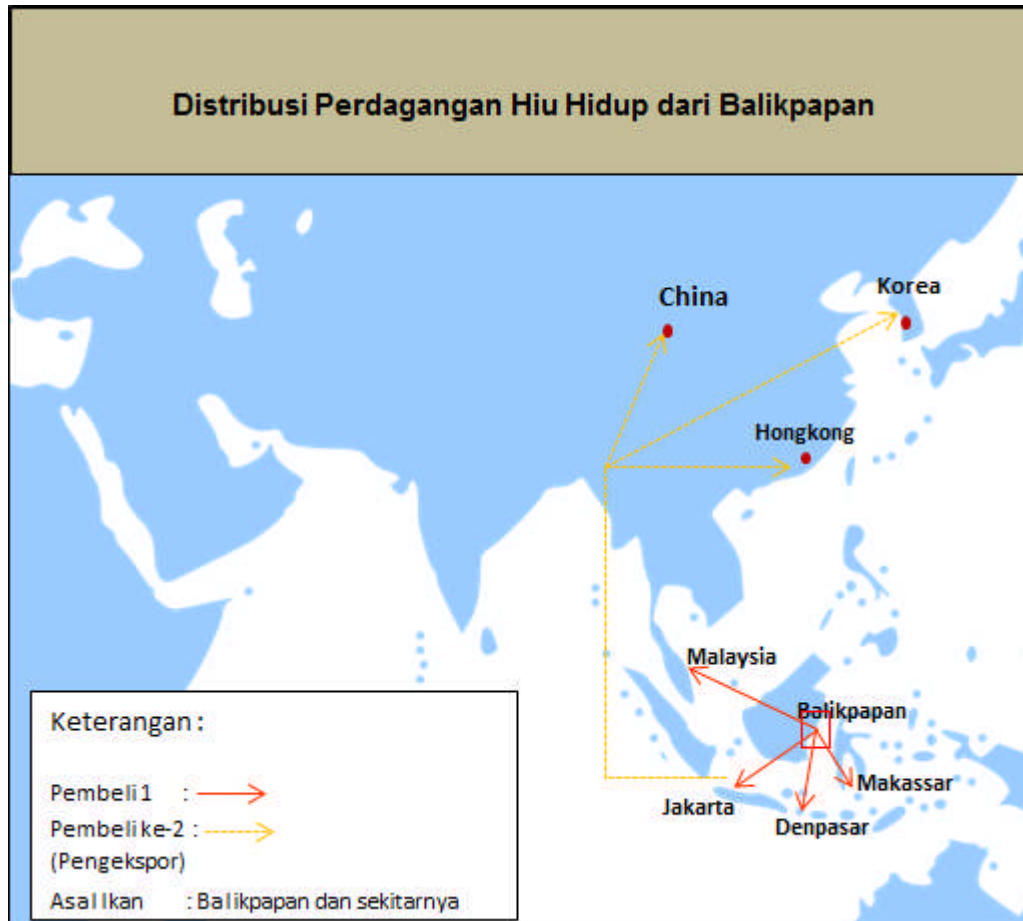 Distribusi Perdagangan Hiu Hidup dari Balikpapan
China
Korea
Hongkong
Malaysia
Balikpapan
Makassar
Jakarta
Denpasar
Keterangan :
Pembeli 1 :
Pembeli ke-2 :
(Pengekspor)
Asal Ikan : Balikpapan dan sekitarnya